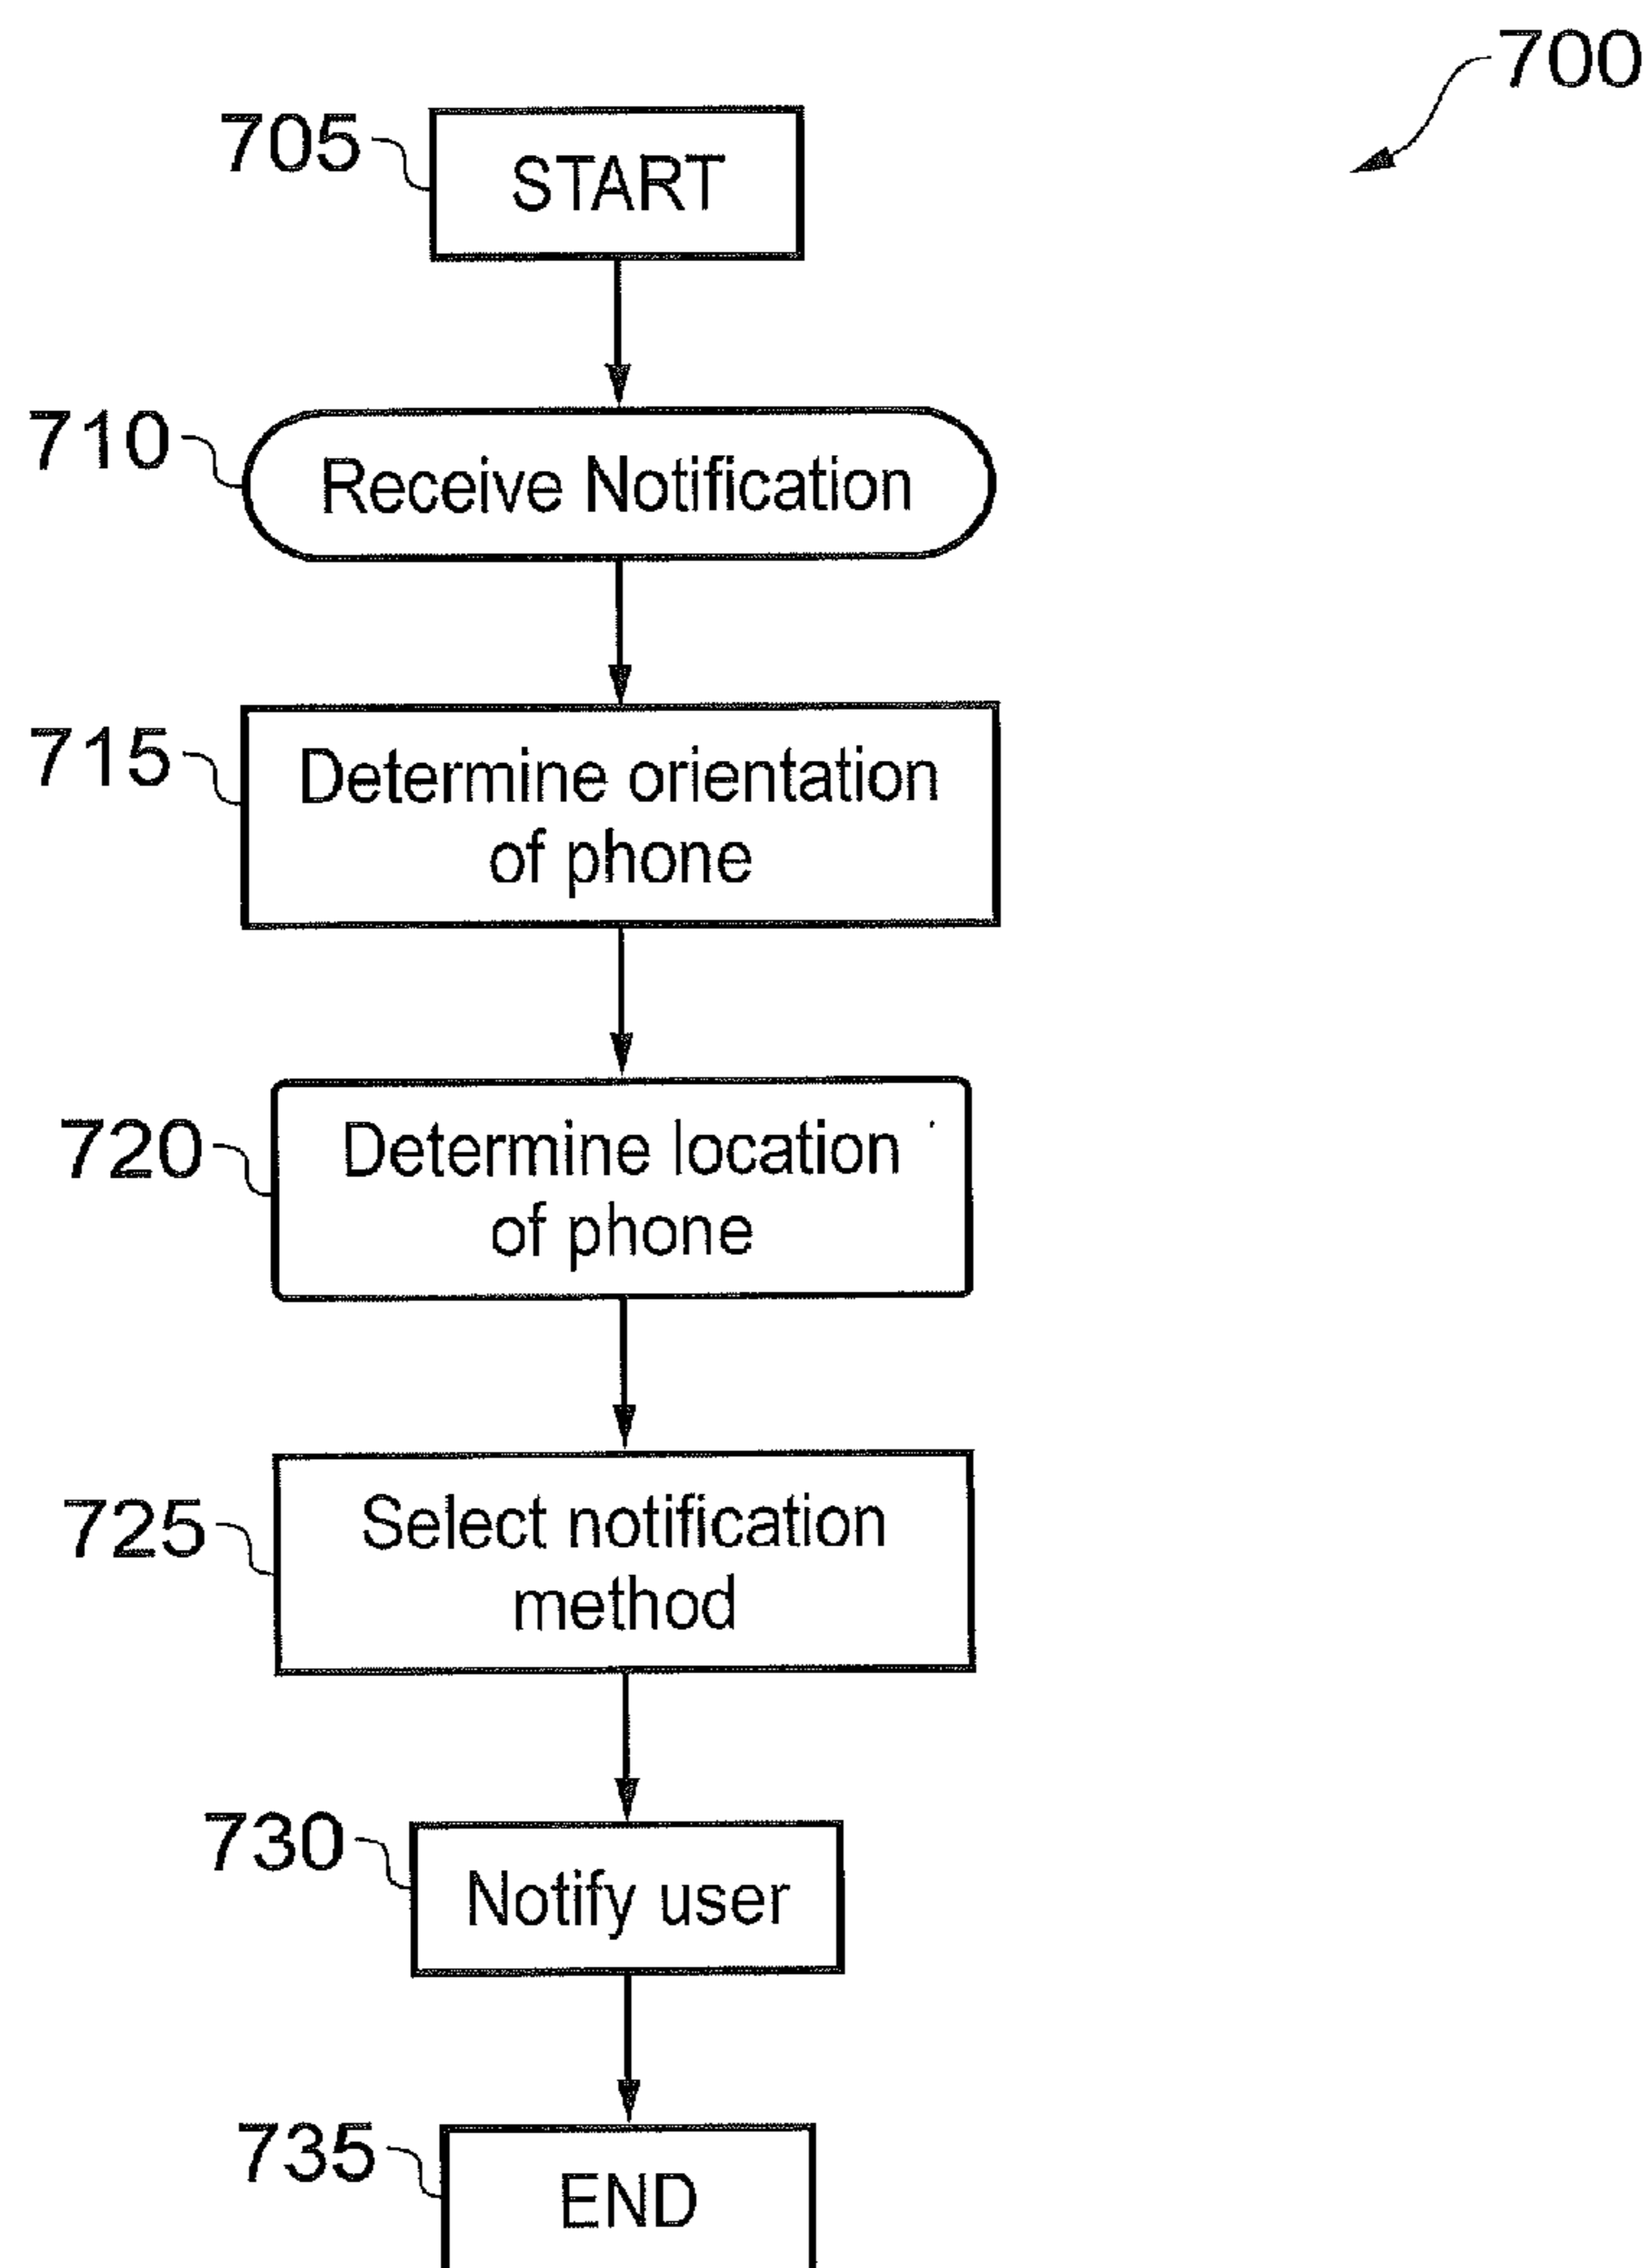 700
705
START
710
Receive Notification
715
Determine orientation
of phone
720
Determine location
of phone
725
Select notification
method
730
Notify user
735
END